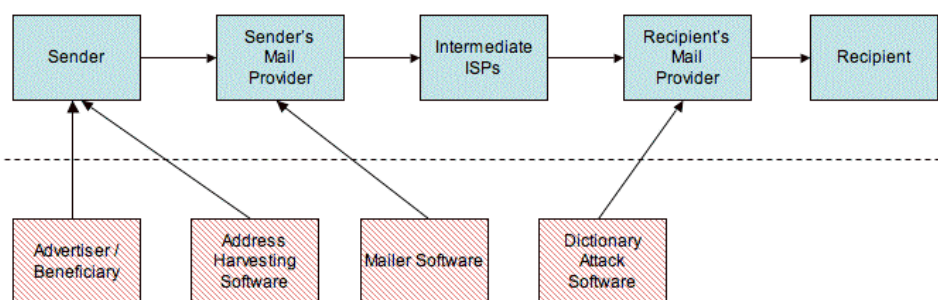 Sender
Sender's
Mail
Provider
Intermediate
ISPs
Recipient's
Mail
Provider
Recipient
Advertiser /
Beneficiary
Address
Harvesting
Software
Mailer Software
Dictionary
Attack
Software